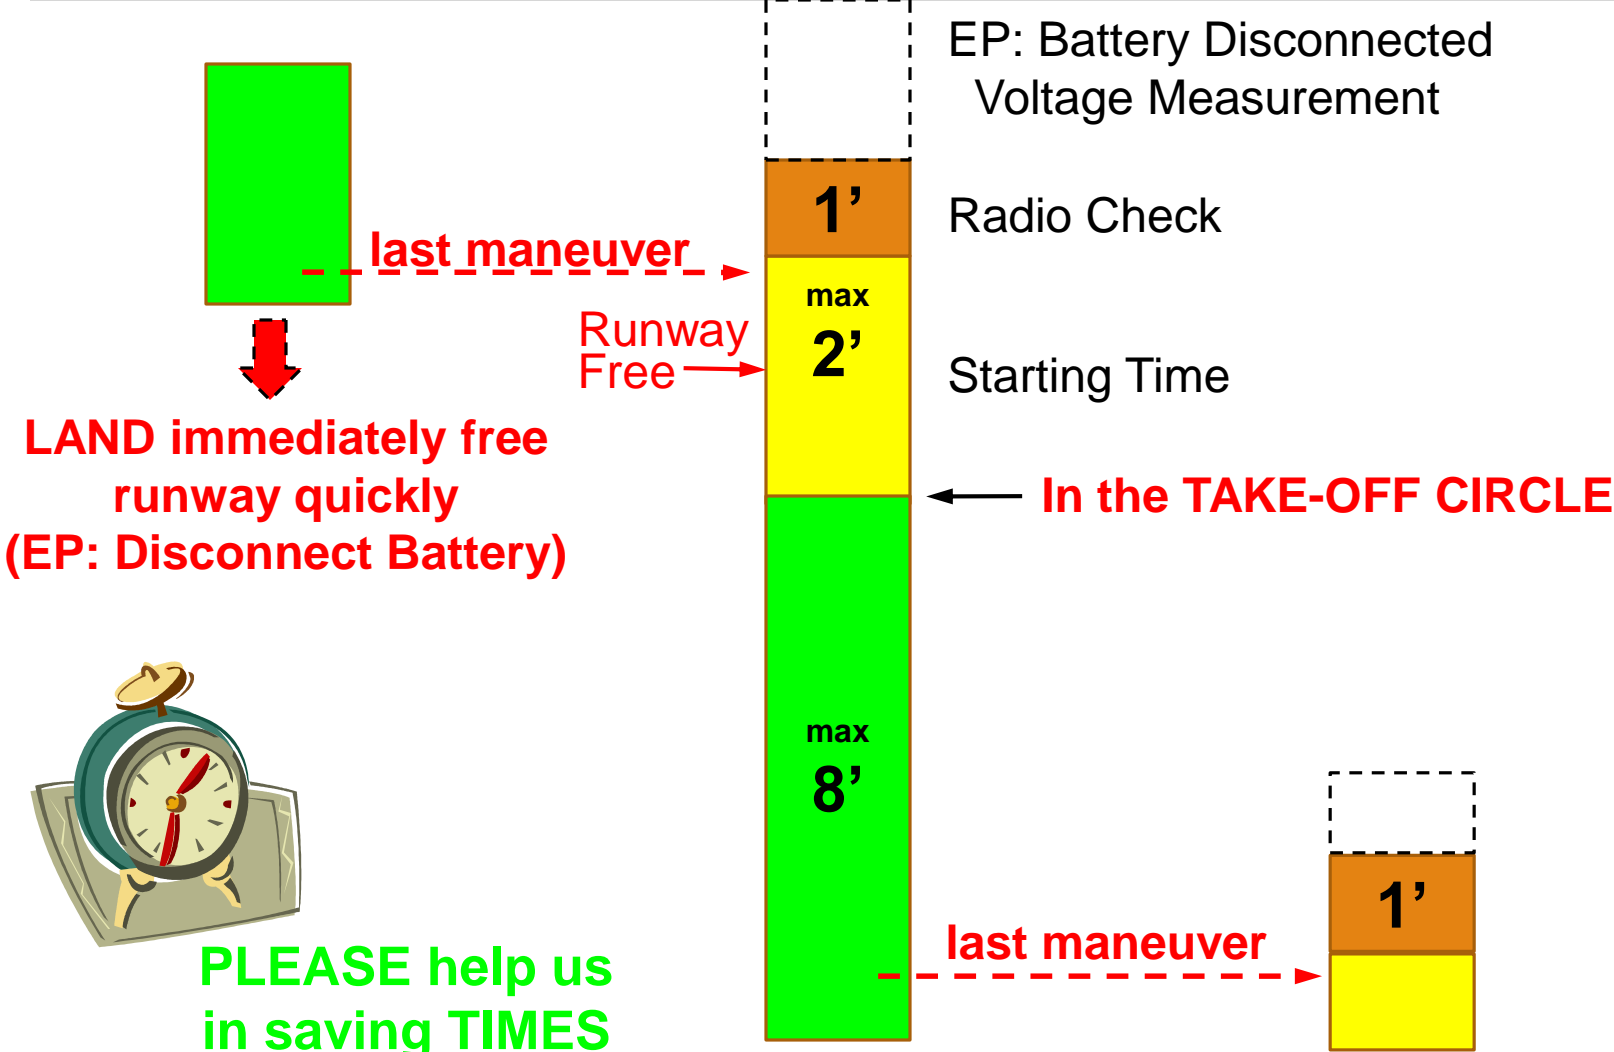 EP: Battery Disconnected
Voltage Measurement
1’
Radio Check
last maneuver
max
2’
Runway
Free
Starting Time
LAND immediately free
runway quickly
(EP: Disconnect Battery)
In the TAKE-OFF CIRCLE
max
8’
1’
last maneuver
PLEASE help us
in saving TIMES